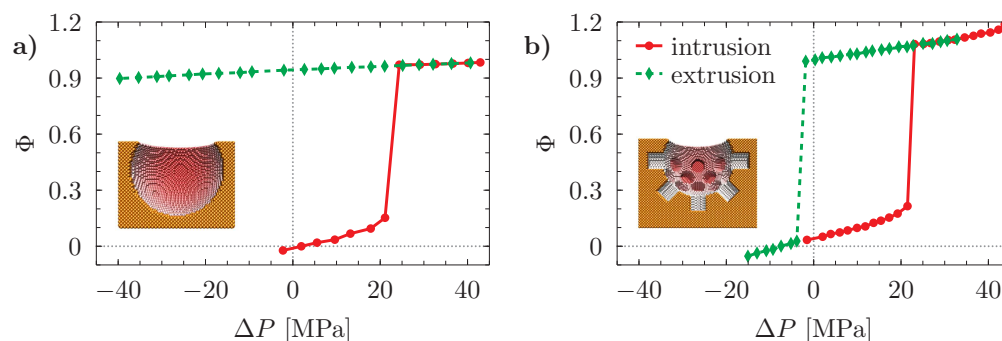 a)
1.2
0.9
0.6
0.3
0
Φ
−40 −20 0 20 40
ΔP [MPa]
b)
intrusion
extrusion
1.2
0.9
0.6
0.3
0
Φ
−20 0 20 40
ΔP [MPa]